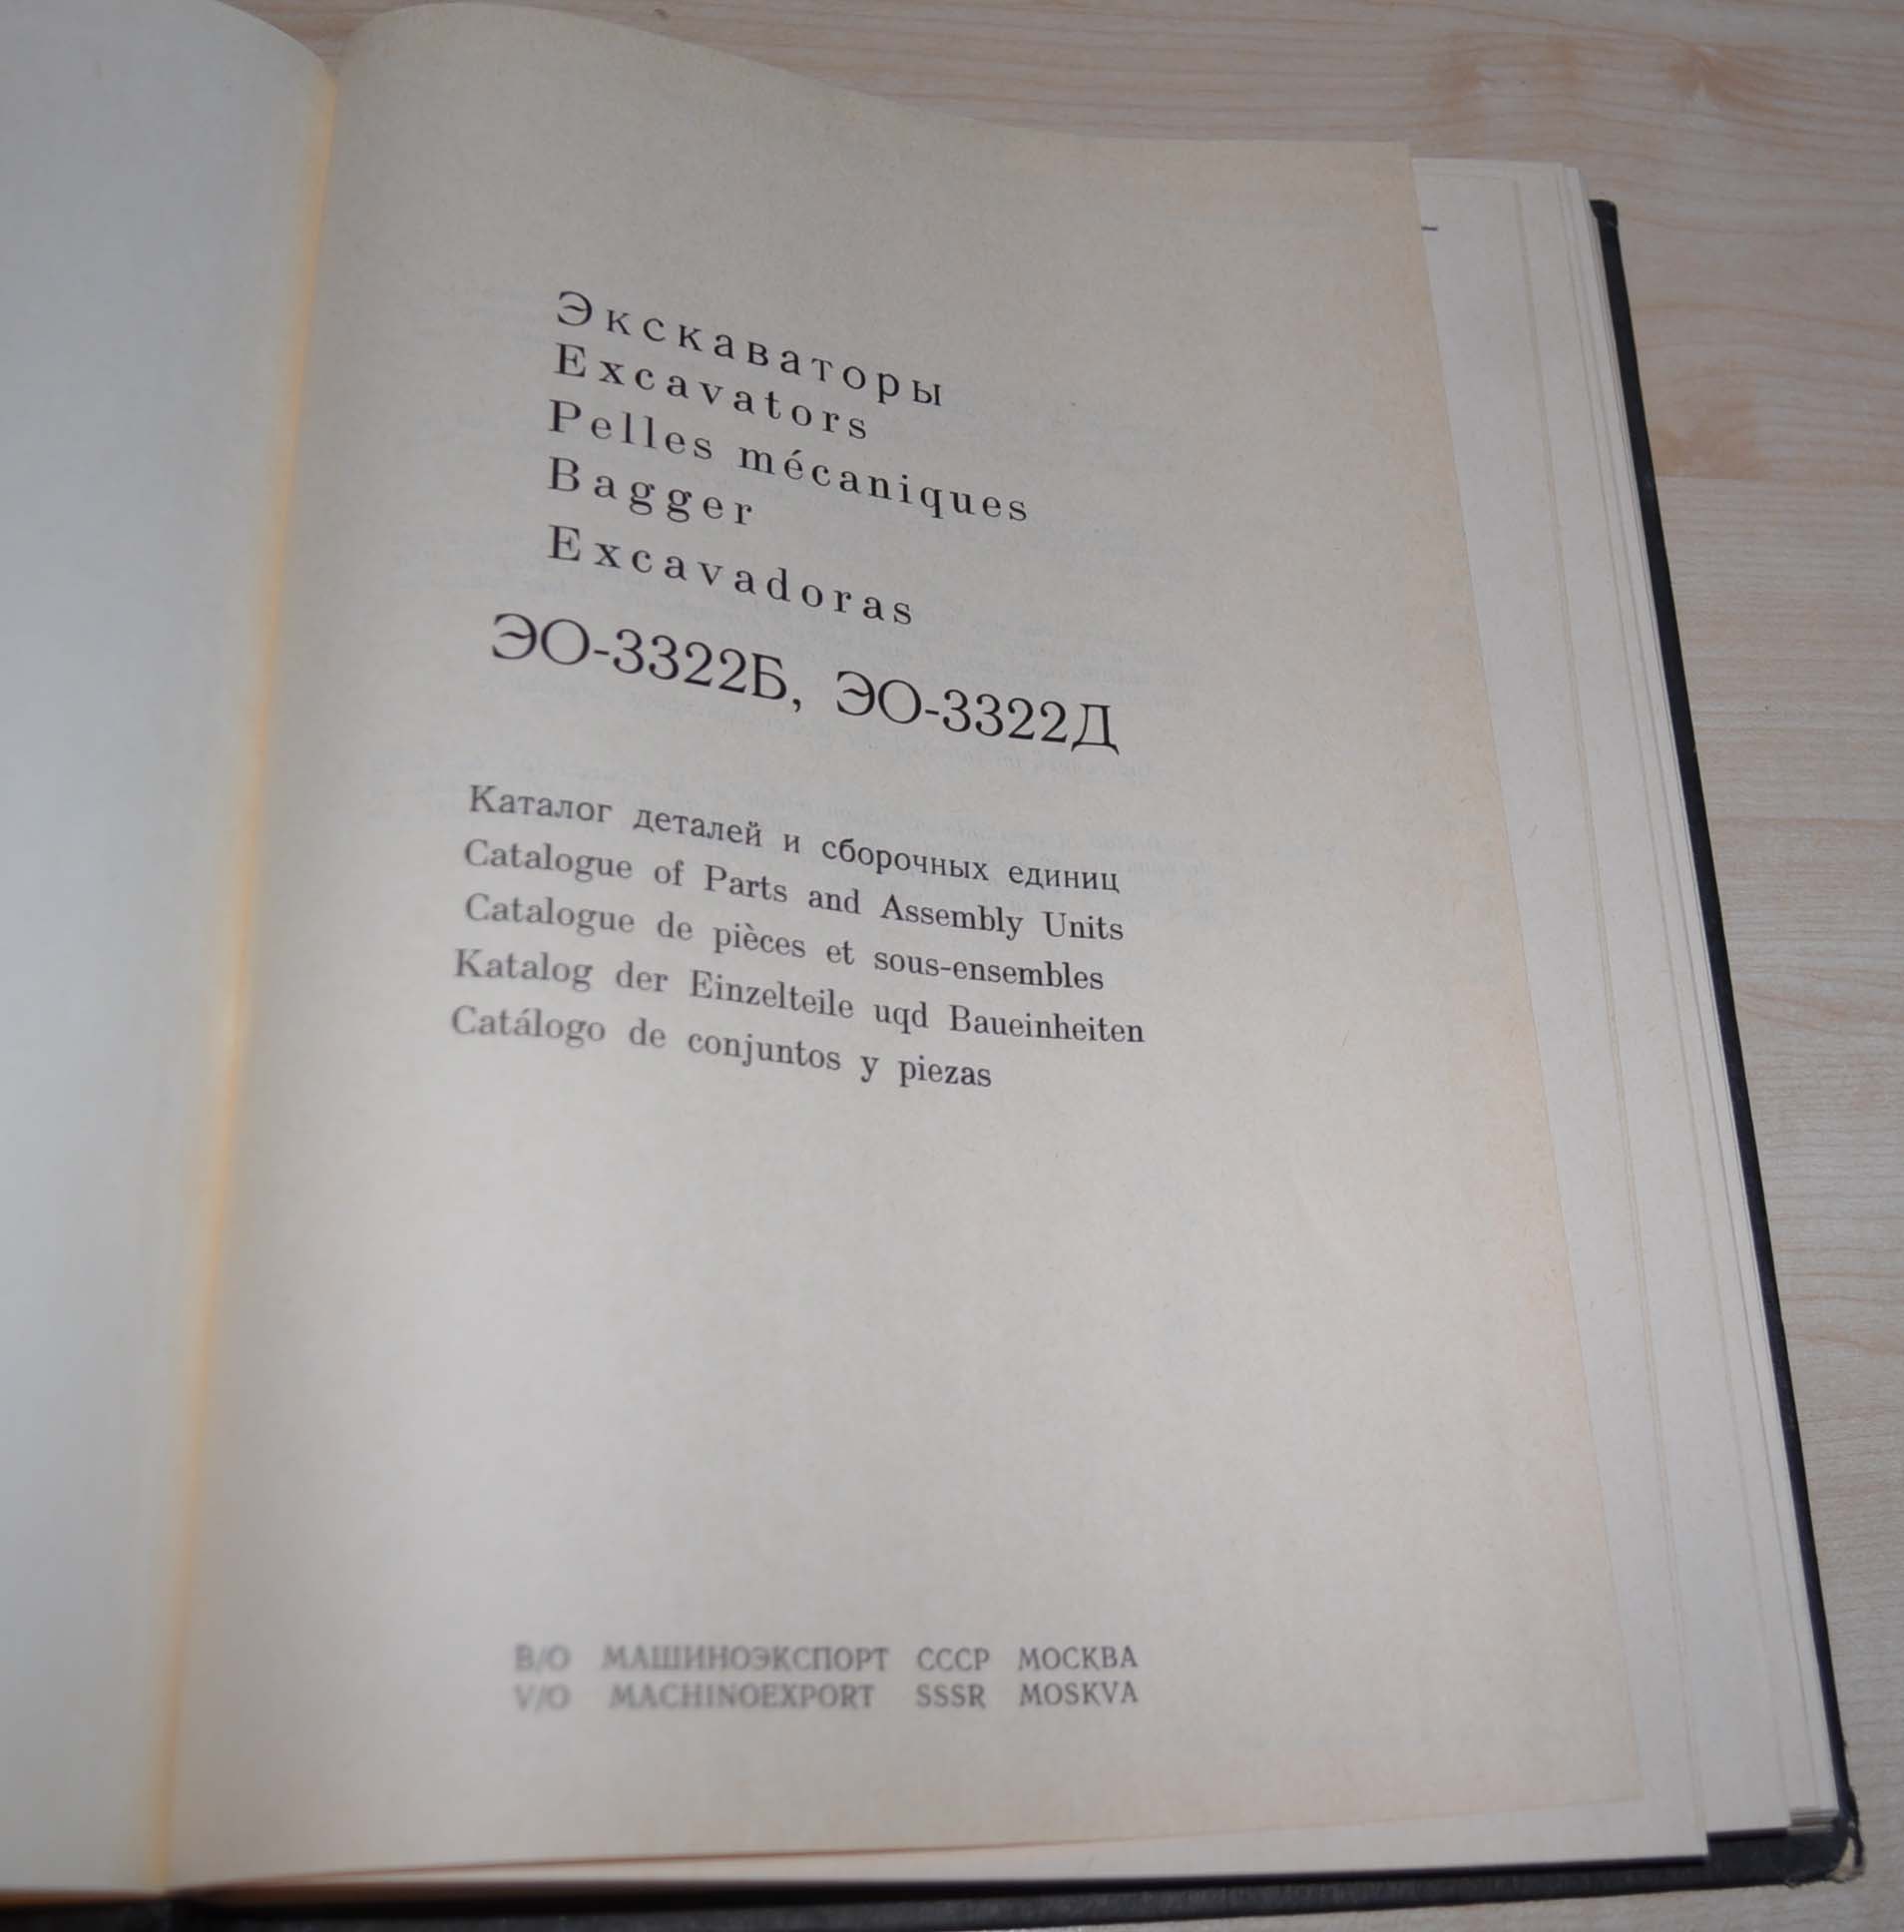 Экскаваторы
Excavators
Pelles mécaniques
Bagger
Excavadoras
ЭО-3322Б, ЭО-3322Д
Каталог деталей и сборочных единиц
Catalogue of Parts and Assembly Units
Catalogue de pièces et sous-ensembles
Katalog der Einzelteile uqd Baueinheiten
Catálogo de conjuntos y piezas
В/О МАШИНОЭКСПОРТ СССР МОСКВА
V/O MACHINOEXPORT SSSR MOSKVA